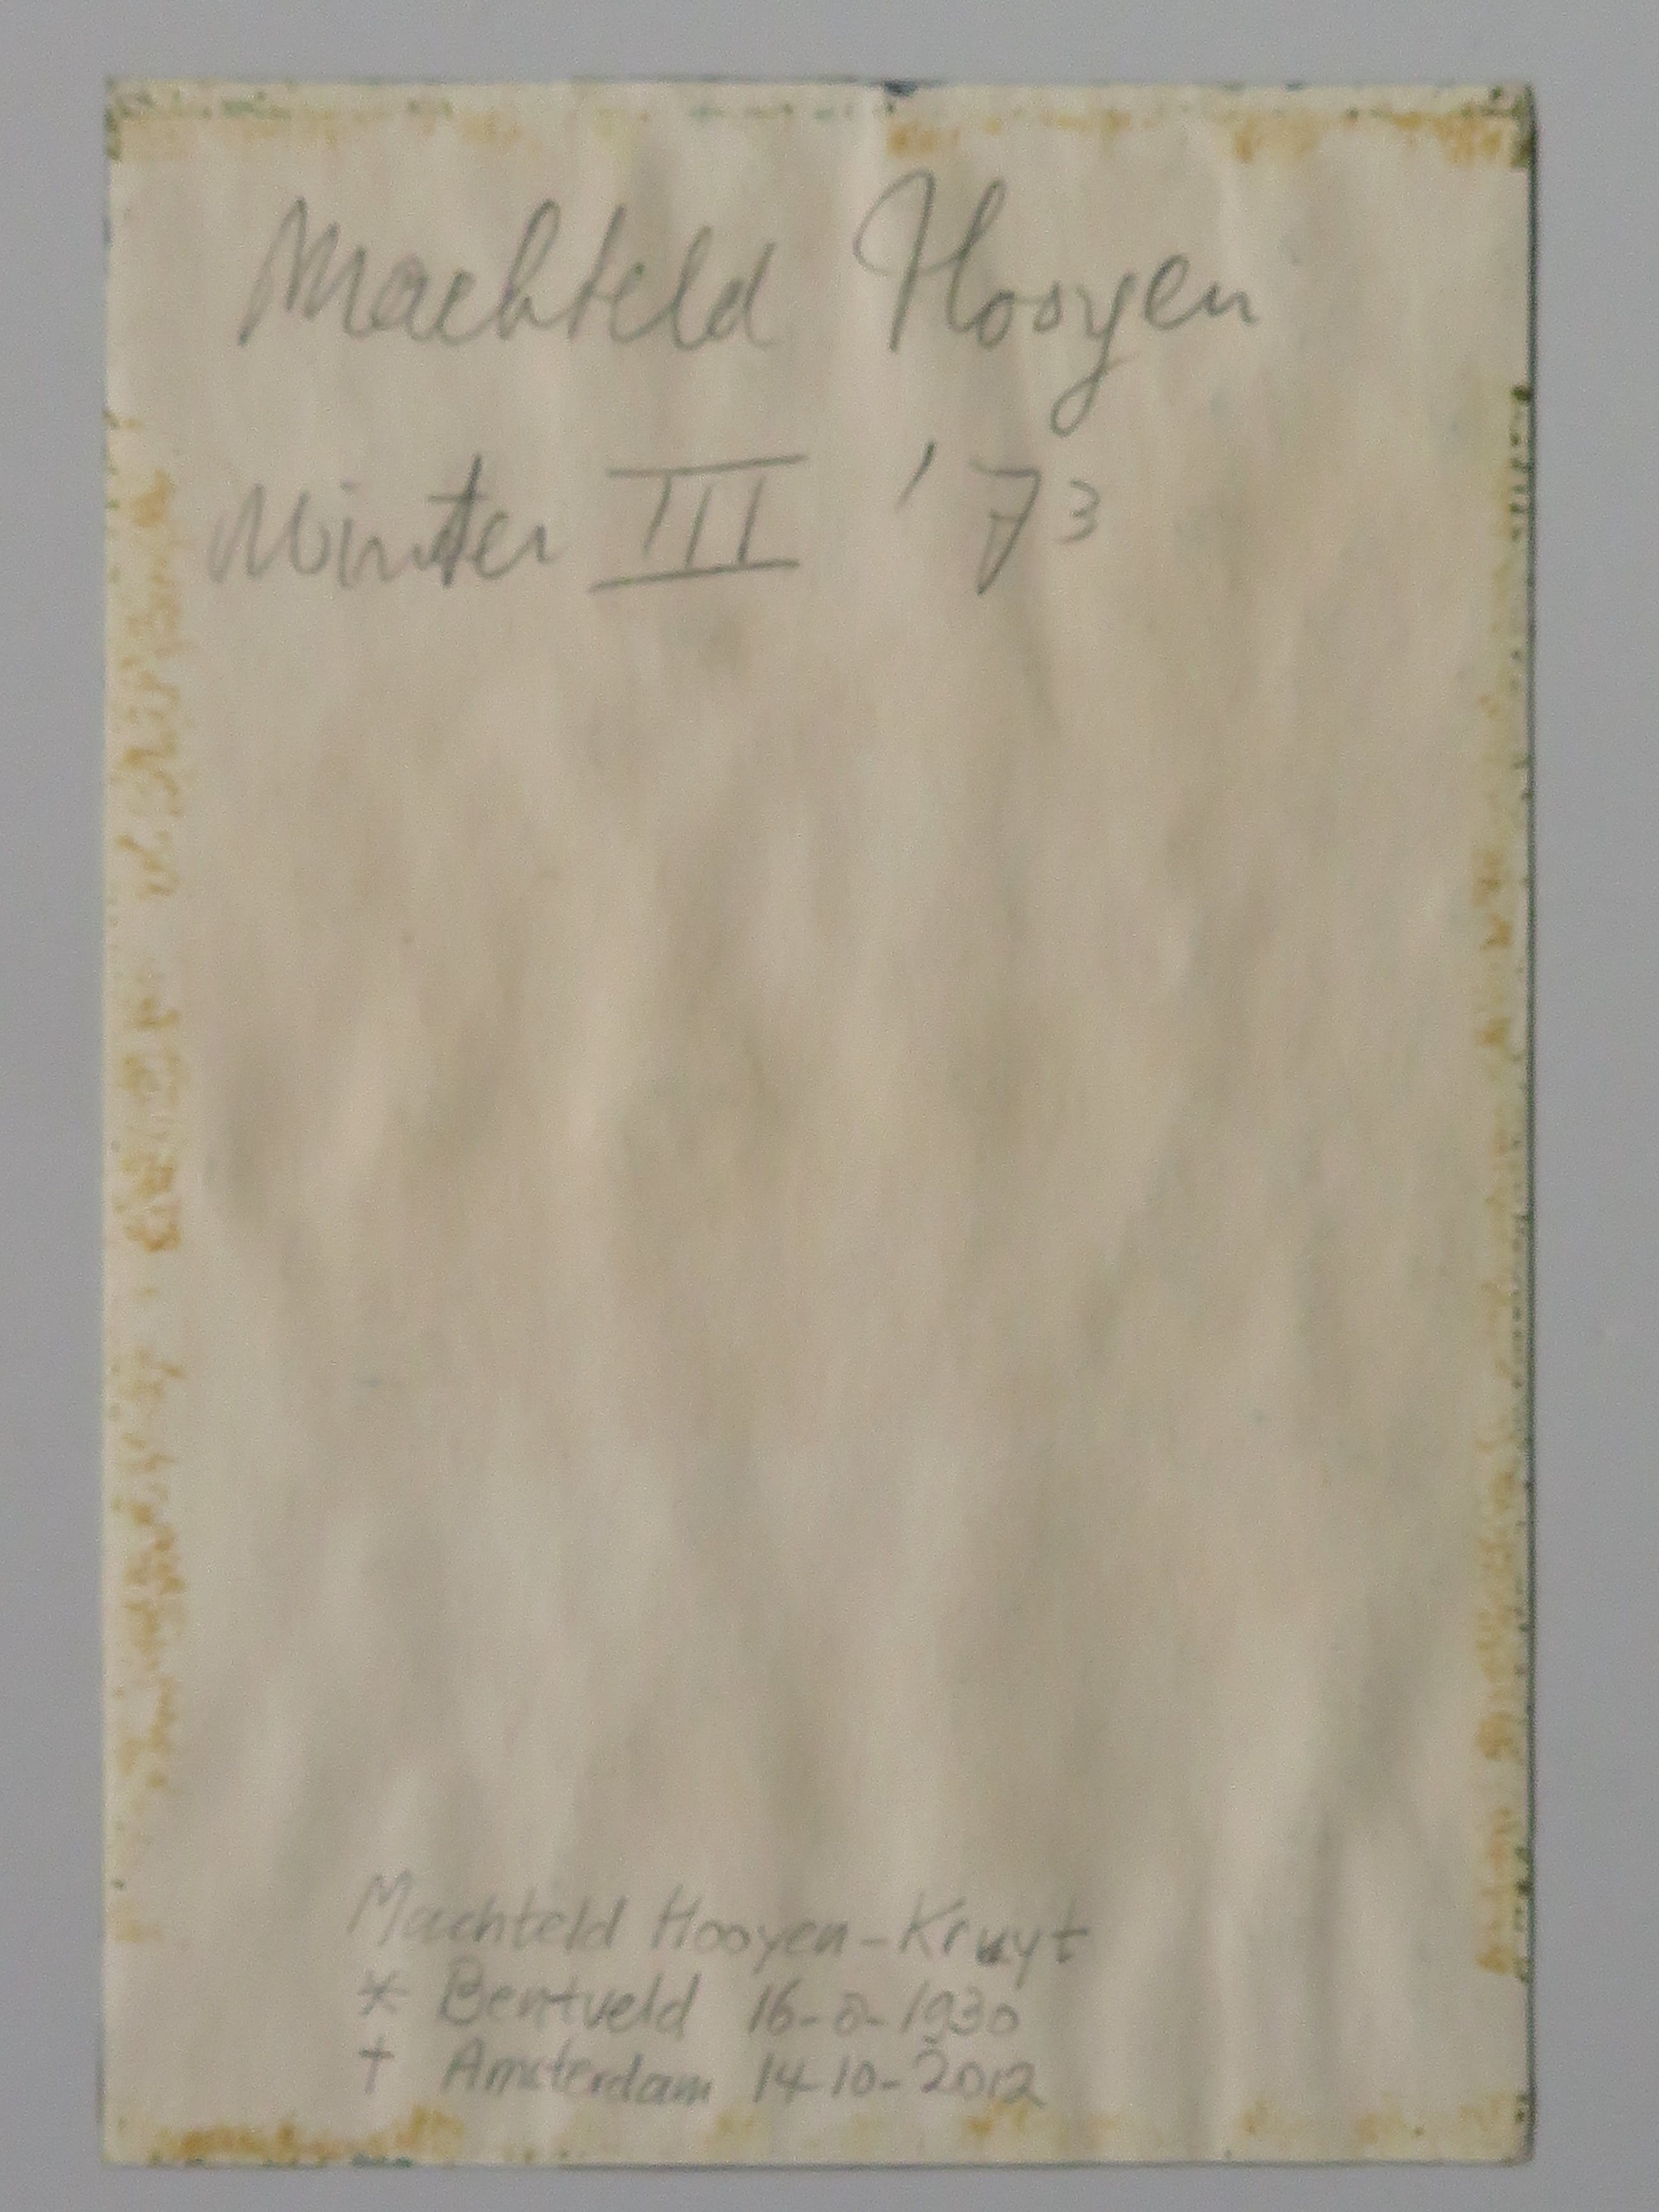 Machteld Hooyen
Winter III '73
Machteld Hooyen-Kruyt
* Bentveld 16-8-1930
† Amsterdam 14-10-2012